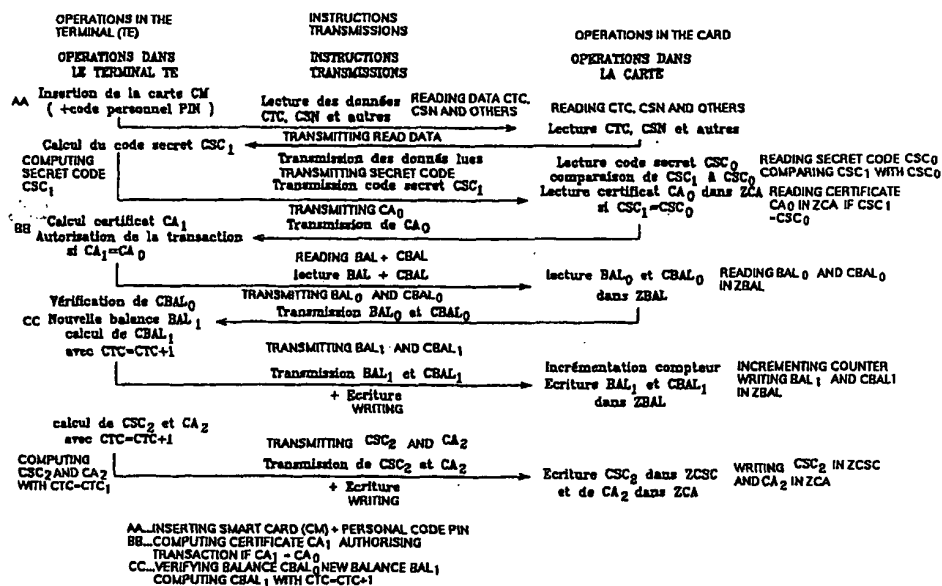 OPERATIONS IN THE
TERMINAL (TE)
INSTRUCTIONS
TRANSMISSIONS
OPERATIONS IN THE CARD
OPERATIONS DANS
LE TERMINAL TE
INSTRUCTIONS
TRANSMISSIONS
OPERATIONS DANS
LA CARTE
AA Insertion de la carte CM
( +code personnel PIN )
Lecture des données
CTC, CSN et autres
READING DATA CTC,
CSN AND OTHERS
READING CTC, CSN AND OTHERS
Lecture CTC, CSN et autres
TRANSMITTING READ DATA
Calcul du code secret CSC1
COMPUTING
SECRET CODE
CSC1
Transmission des donnés lues
TRANSMITTING SECRET CODE
Transmission code secret CSC1
Lecture code secret CSC0
comparaison de CSC1 à CSC0
Lecture certificat CA0 dans ZCA
si CSC1=CSC0
READING SECRET CODE CSC0
COMPARING CSC1 WITH CSC0
READING CERTIFICATE
CA0 IN ZCA IF CSC1
=CSC0
TRANSMITTING CA0
Transmission de CA0
BB Calcul certificat CA1
Autorisation de la transaction
si CA1=CA0
READING BAL + CBAL
lecture BAL + CBAL
lecture BAL0 et CBAL0
dans ZBAL
READING BAL0 AND CBAL0
IN ZBAL
TRANSMITTING BAL0 AND CBAL0
Transmission BAL0 et CBAL0
Vérification de CBAL0
CC Nouvelle balance BAL1
calcul de CBAL1
avec CTC=CTC+1
TRANSMITTING BAL1 AND CBAL1
Transmission BAL1 et CBAL1
+ Ecriture
WRITING
Incrémentation compteur
Ecriture BAL1 et CBAL1
dans ZBAL
INCREMENTING COUNTER
WRITING BAL1 AND CBAL1
IN ZBAL
calcul de CSC2 et CA2
avec CTC=CTC+1
COMPUTING
CSC2 AND CA2
WITH CTC=CTC1
TRANSMITTING CSC2 AND CA2
Transmission de CSC2 et CA2
+ Ecriture
WRITING
Ecriture CSC2 dans ZCSC
et de CA2 dans ZCA
WRITING CSC2 IN ZCSC
AND CA2 IN ZCA
AA...INSERTING SMART CARD (CM) + PERSONAL CODE PIN
BB...COMPUTING CERTIFICATE CA1 AUTHORISING
TRANSACTION IF CA1 = CA0
CC...VERIFYING BALANCE CBAL0 NEW BALANCE BAL1
COMPUTING CBAL1 WITH CTC=CTC+1